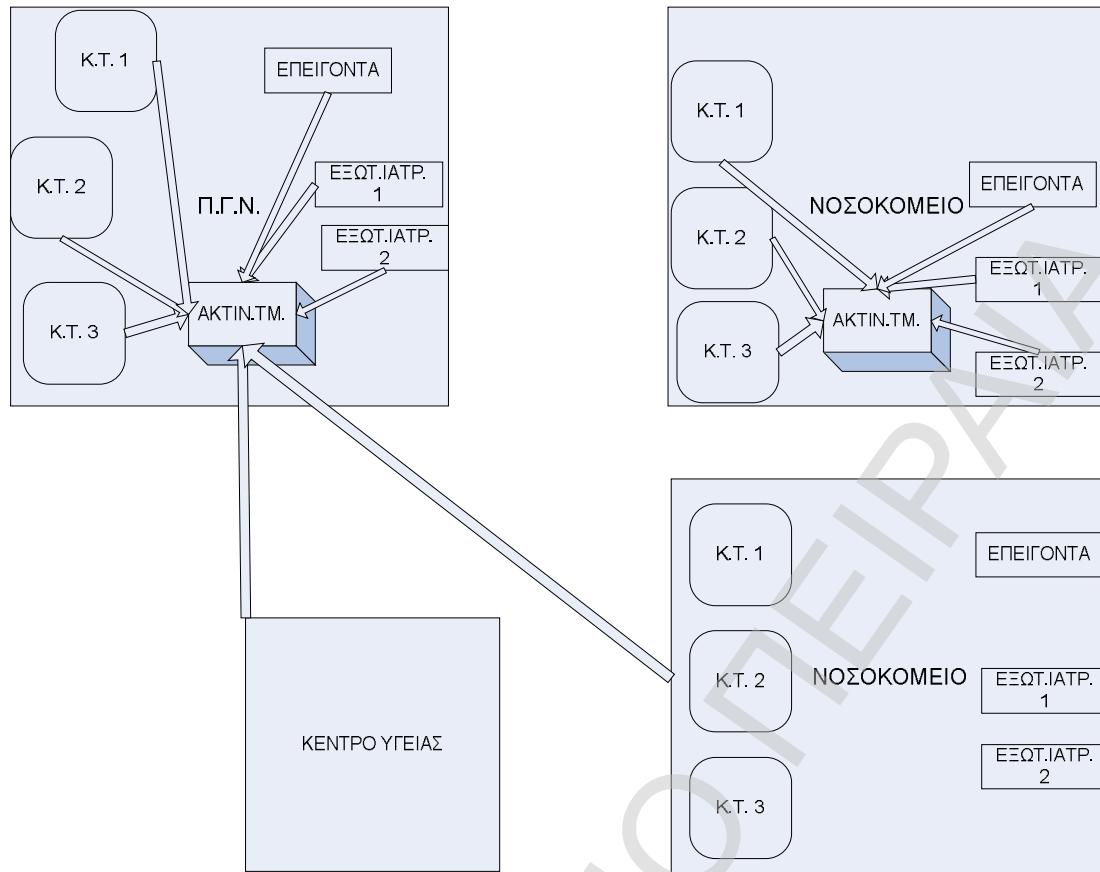 Κ.Τ. 1
ΕΠΕΙΓΟΝΤΑ
Κ.Τ. 2
Π.Γ.Ν.
ΕΞΩΤ.ΙΑΤΡ.
1
ΕΞΩΤ.ΙΑΤΡ.
2
Κ.Τ. 3
ΑΚΤΙΝ.ΤΜ.
Κ.Τ. 1
ΕΠΕΙΓΟΝΤΑ
Κ.Τ. 2
ΝΟΣΟΚΟΜΕΙΟ
ΕΞΩΤ.ΙΑΤΡ.
1
Κ.Τ. 3
ΑΚΤΙΝ.ΤΜ.
ΕΞΩΤ.ΙΑΤΡ.
2
Κ.Τ. 1
ΕΠΕΙΓΟΝΤΑ
Κ.Τ. 2
ΝΟΣΟΚΟΜΕΙΟ
ΕΞΩΤ.ΙΑΤΡ.
1
ΕΞΩΤ.ΙΑΤΡ.
2
Κ.Τ. 3
ΚΕΝΤΡΟ ΥΓΕΙΑΣ